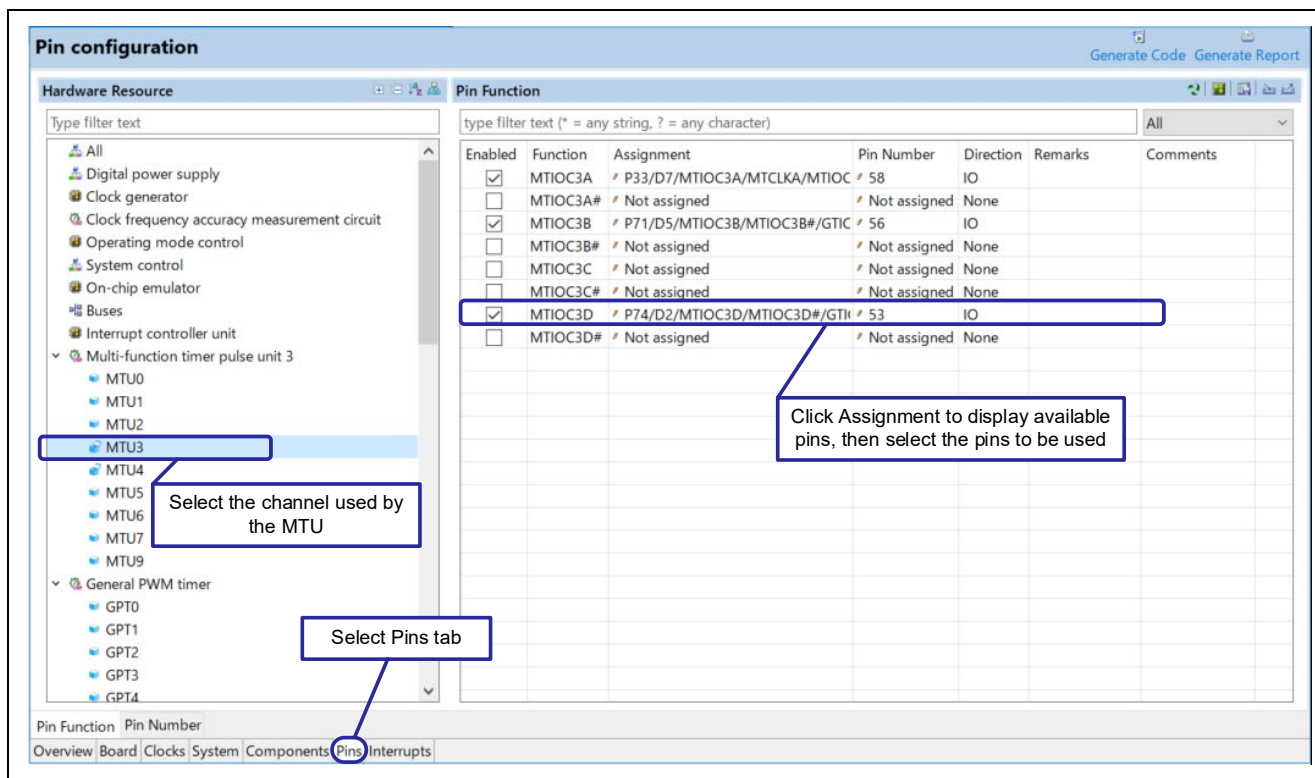 Pin configuration
Generate Code Generate Report
Hardware Resource
Type filter text
All
Digital power supply
Clock generator
Clock frequency accuracy measurement circuit
Operating mode control
System control
On-chip emulator
Buses
Interrupt controller unit
Multi-function timer pulse unit 3
MTU0
MTU1
MTU2
MTU3
MTU4
MTU5
MTU6
MTU7
MTU9
General PWM timer
GPT0
GPT1
GPT2
GPT3
GPT4
Select the channel used by
the MTU
Select Pins tab
Pin Function
type filter text (* = any string, ? = any character)
All
Enabled Function Assignment Pin Number Direction Remarks Comments
MTIOC3A P33/D7/MTIOC3A/MTCLKA/MTIOC 58 IO
MTIOC3A# Not assigned Not assigned None
MTIOC3B P71/D5/MTIOC3B/MTIOC3B#/GTIC 56 IO
MTIOC3B# Not assigned Not assigned None
MTIOC3C Not assigned Not assigned None
MTIOC3C# Not assigned Not assigned None
MTIOC3D P74/D2/MTIOC3D/MTIOC3D#/GTI 53 IO
MTIOC3D# Not assigned Not assigned None
Click Assignment to display available
pins, then select the pins to be used
Pin Function Pin Number
Overview Board Clocks System Components Pins Interrupts